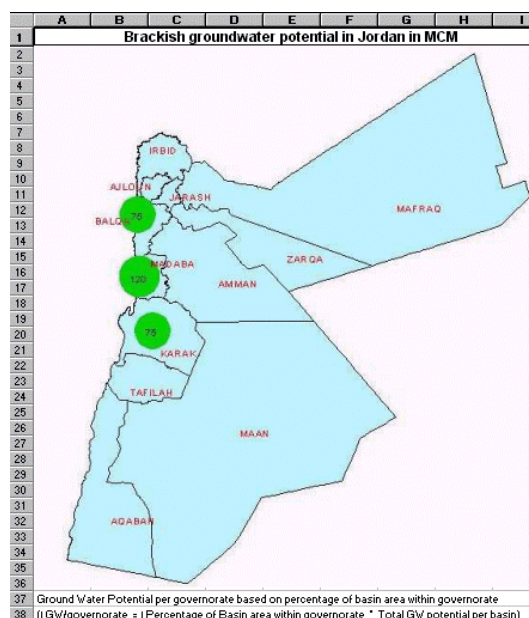 A B C D E F G H I
1 Brackish groundwater potential in Jordan in MCM
2
3
4
5
6
7
8 IRBID
9
10 AJLOUN
11 JARASH
12 75 MAFRAQ
13 BALQA
14
15 MADABA ZARQA
16 120
17 AMMAN
18
19
20 75
21 KARAK
22
23
24 TAFILAH
25
26
27 MAAN
28
29
30
31
32 AQABAH
33
34
35
36
37 Ground Water Potential per governorate based on percentage of basin area within governorate
38 (LGW/governorate = (Percentage of Basin area within governorate * Total GW potential per basin)